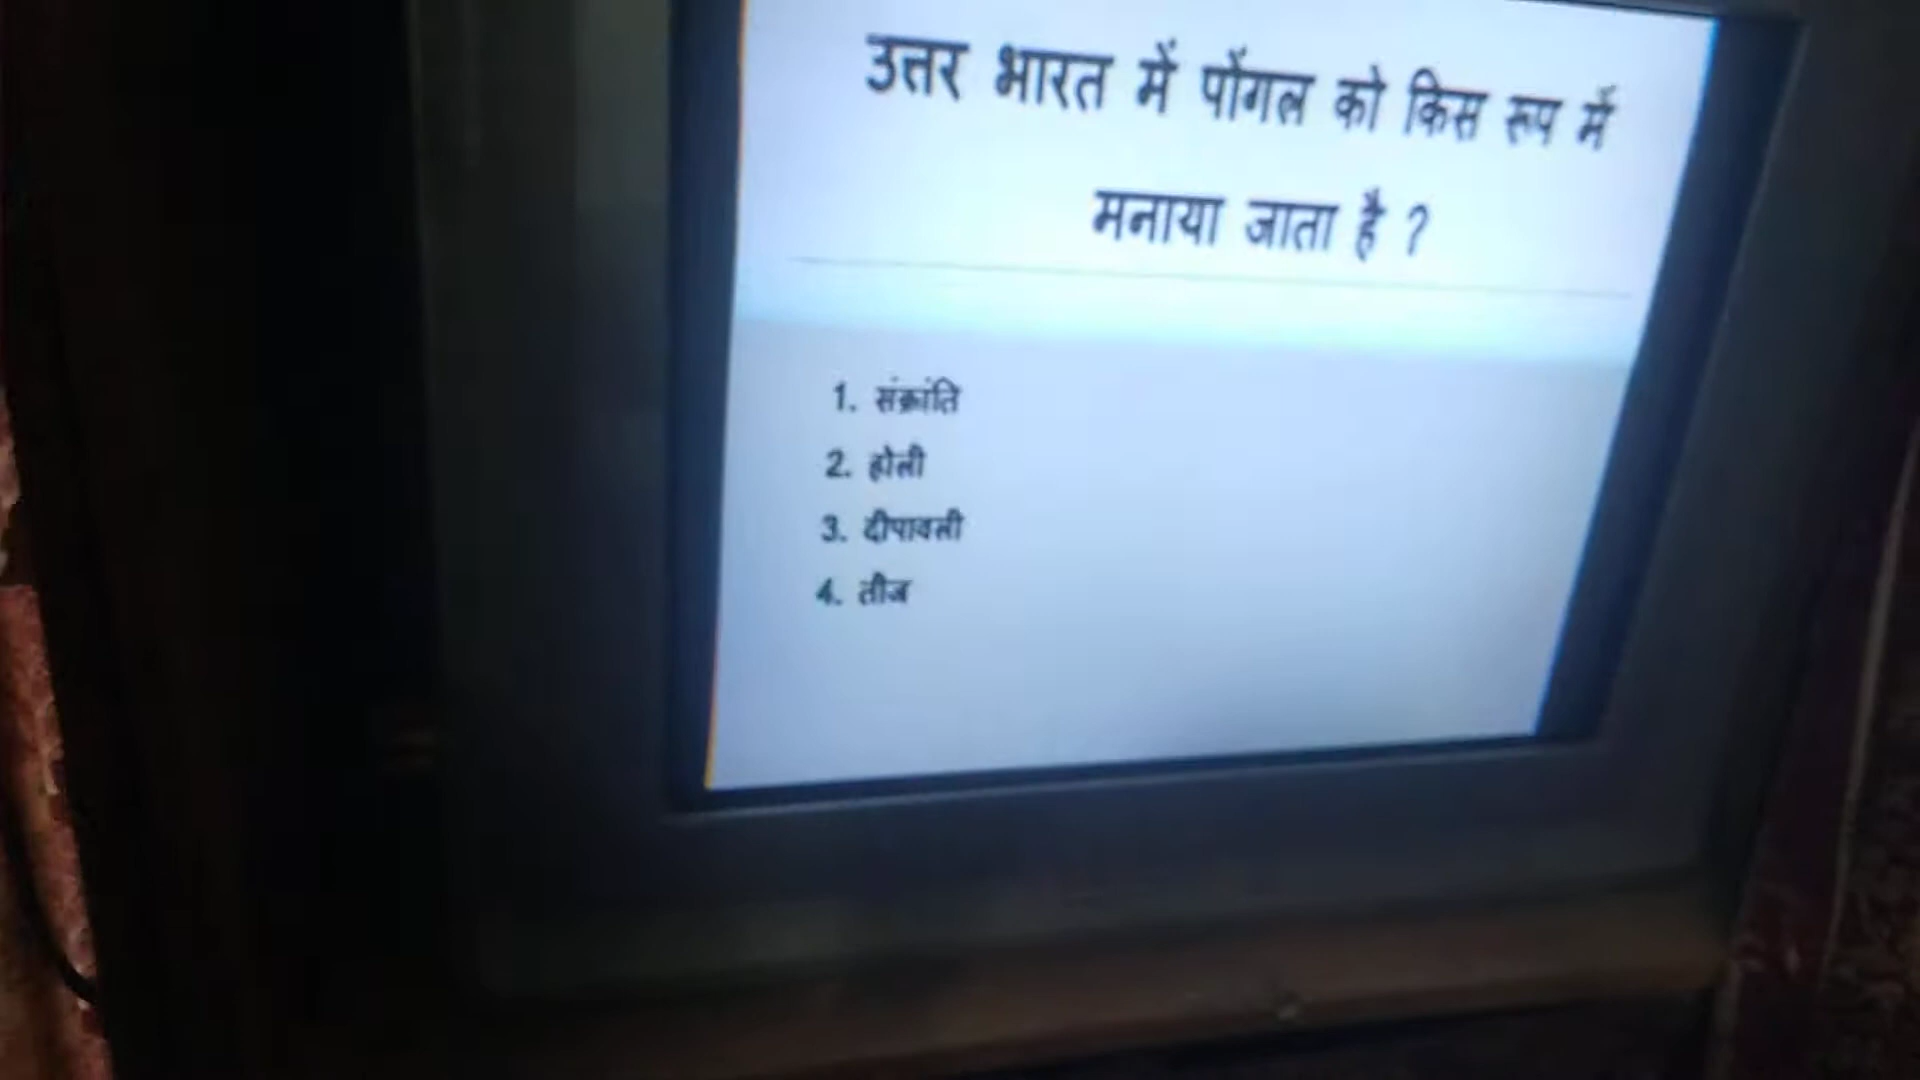 उत्तर भारत में पोंगल को किस रूप में
मनाया जाता है ?
1. संक्रांति
2. होली
3. दीपावली
4. तीज